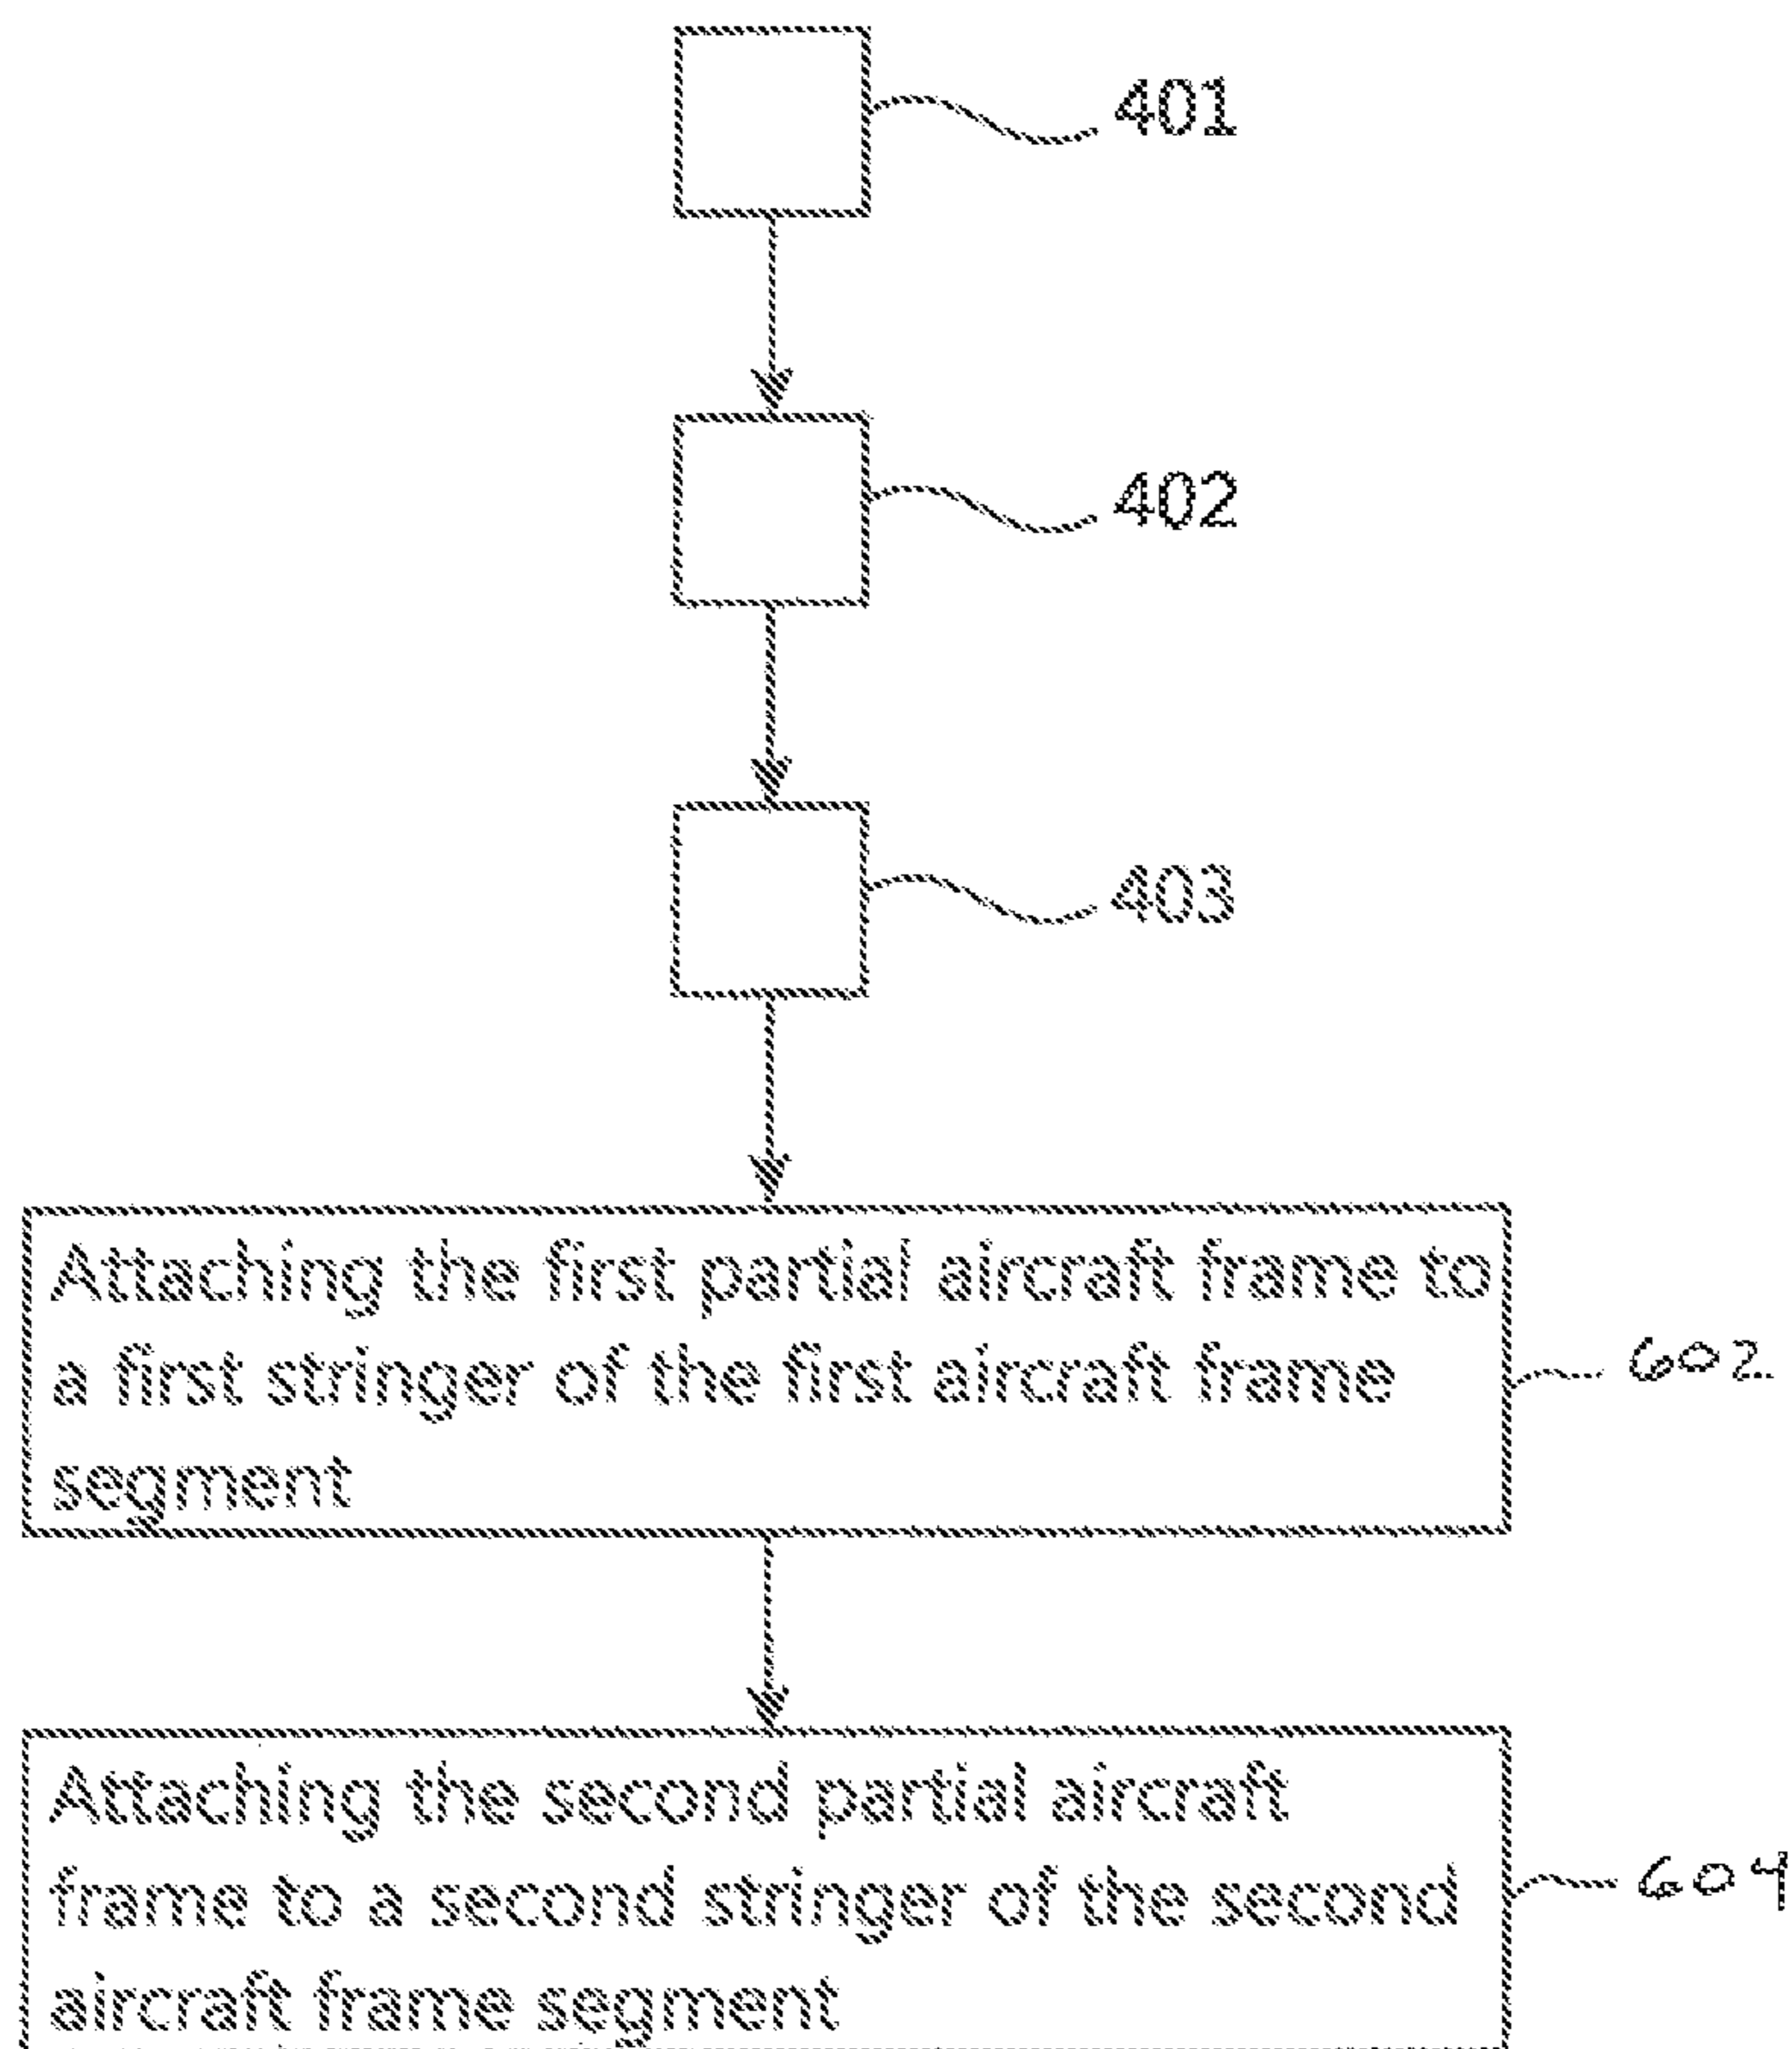 401
402
403
Attaching the first partial aircraft frame to
a first stringer of the first aircraft frame
segment
602
Attaching the second partial aircraft
frame to a second stringer of the second
aircraft frame segment
604